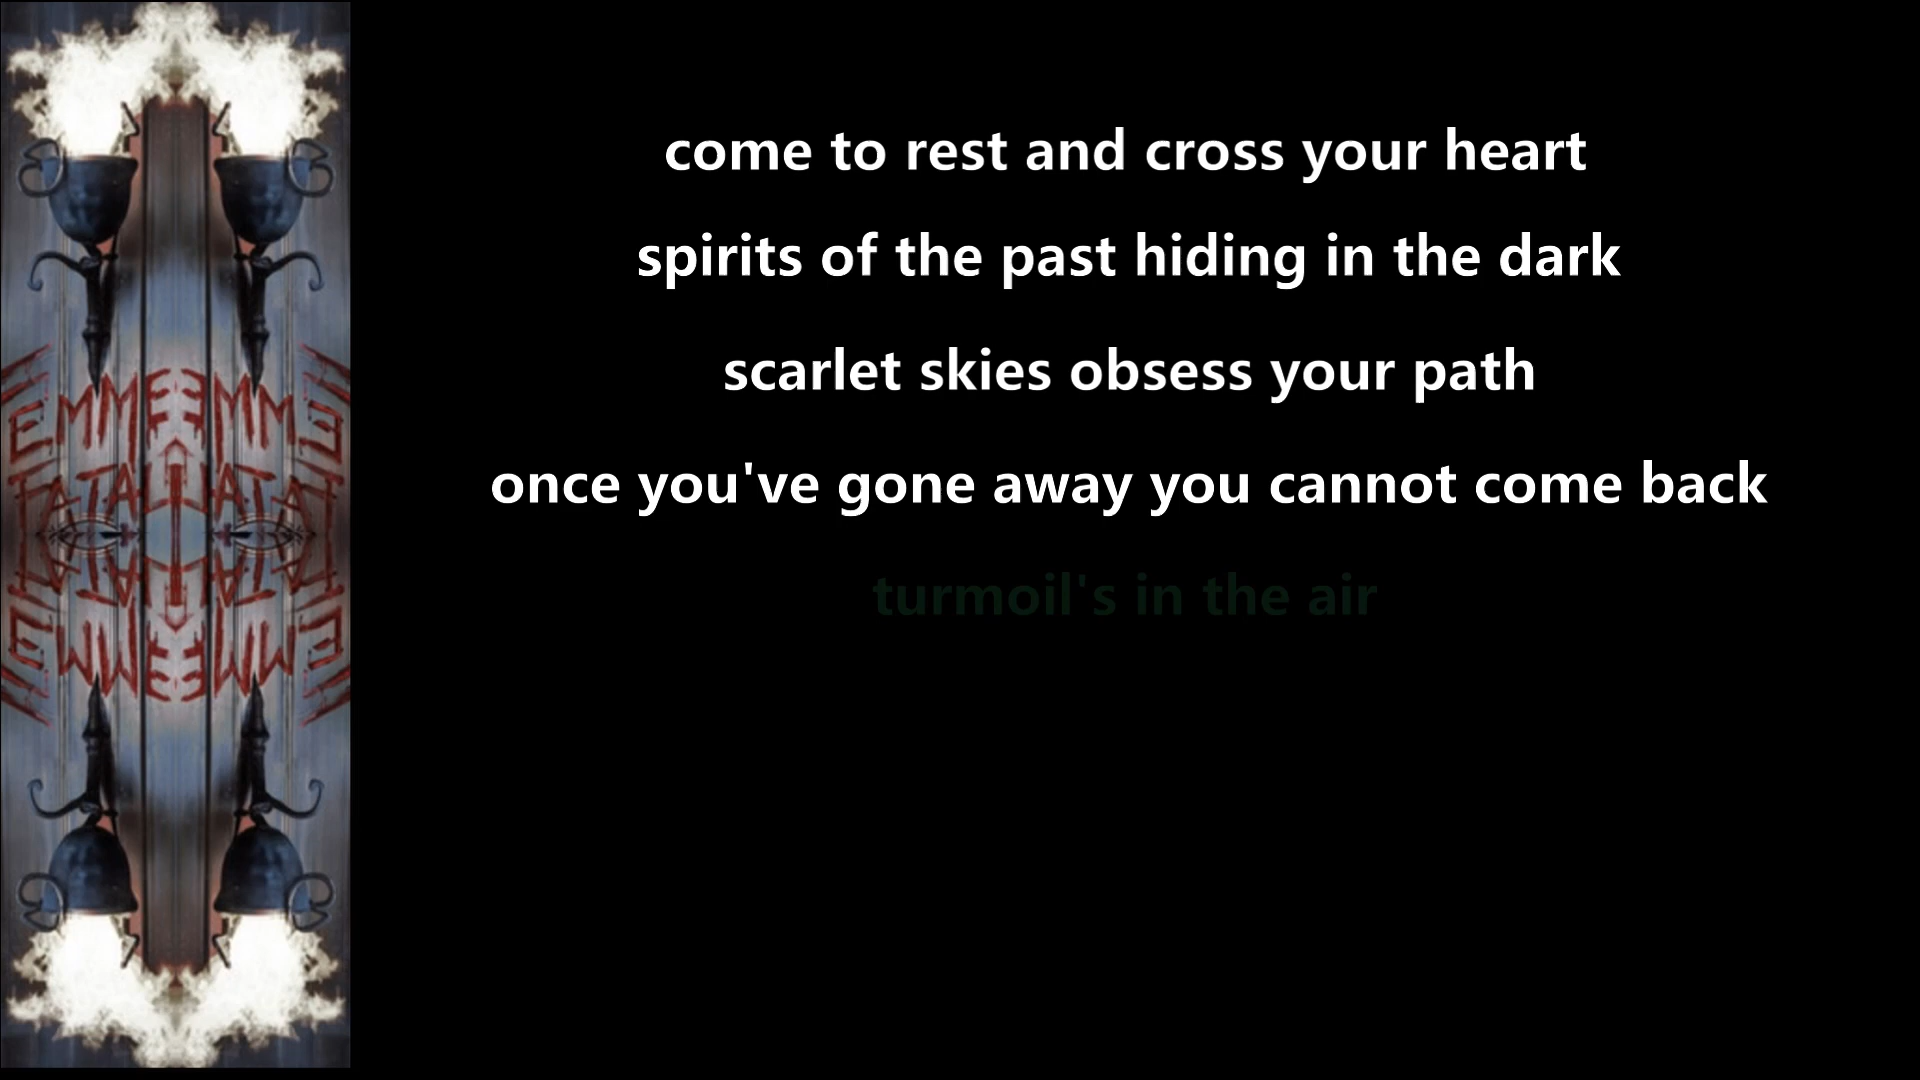 come to rest and cross your heart
spirits of the past hiding in the dark
scarlet skies obsess your path
once you've gone away you cannot come back
turmoil's in the air